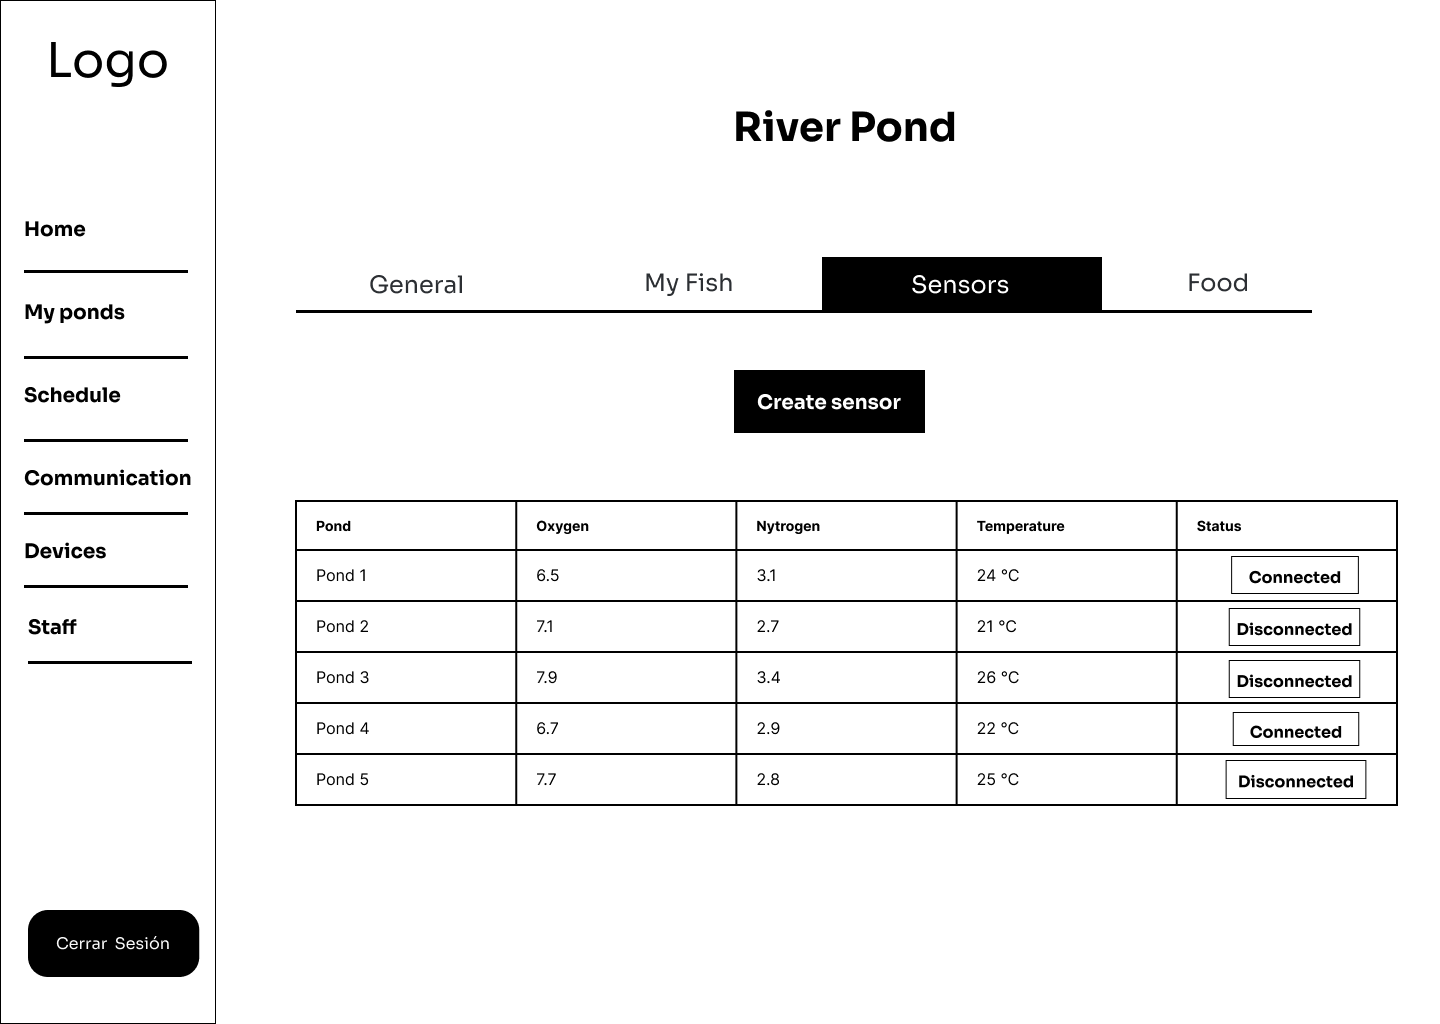 Logo
Home
My ponds
Schedule
Communication
Devices
Staff
Cerrar Sesión
River Pond
General My Fish Sensors Food
Create sensor
Pond Oxygen Nytrogen Temperature Status
Pond 1 6.5 3.1 24 °C Connected
Pond 2 7.1 2.7 21 °C Disconnected
Pond 3 7.9 3.4 26 °C Disconnected
Pond 4 6.7 2.9 22 °C Connected
Pond 5 7.7 2.8 25 °C Disconnected